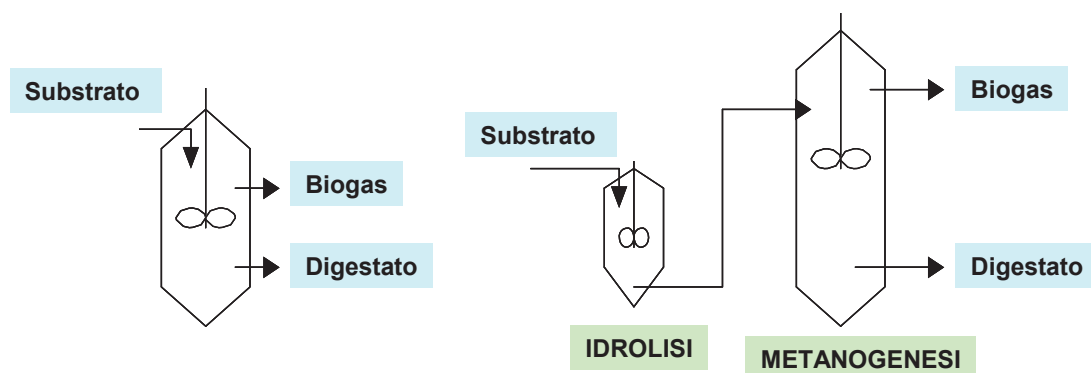 Substrato
Biogas
Digestato
Substrato
Biogas
Digestato
IDROLISI
METANOGENESI